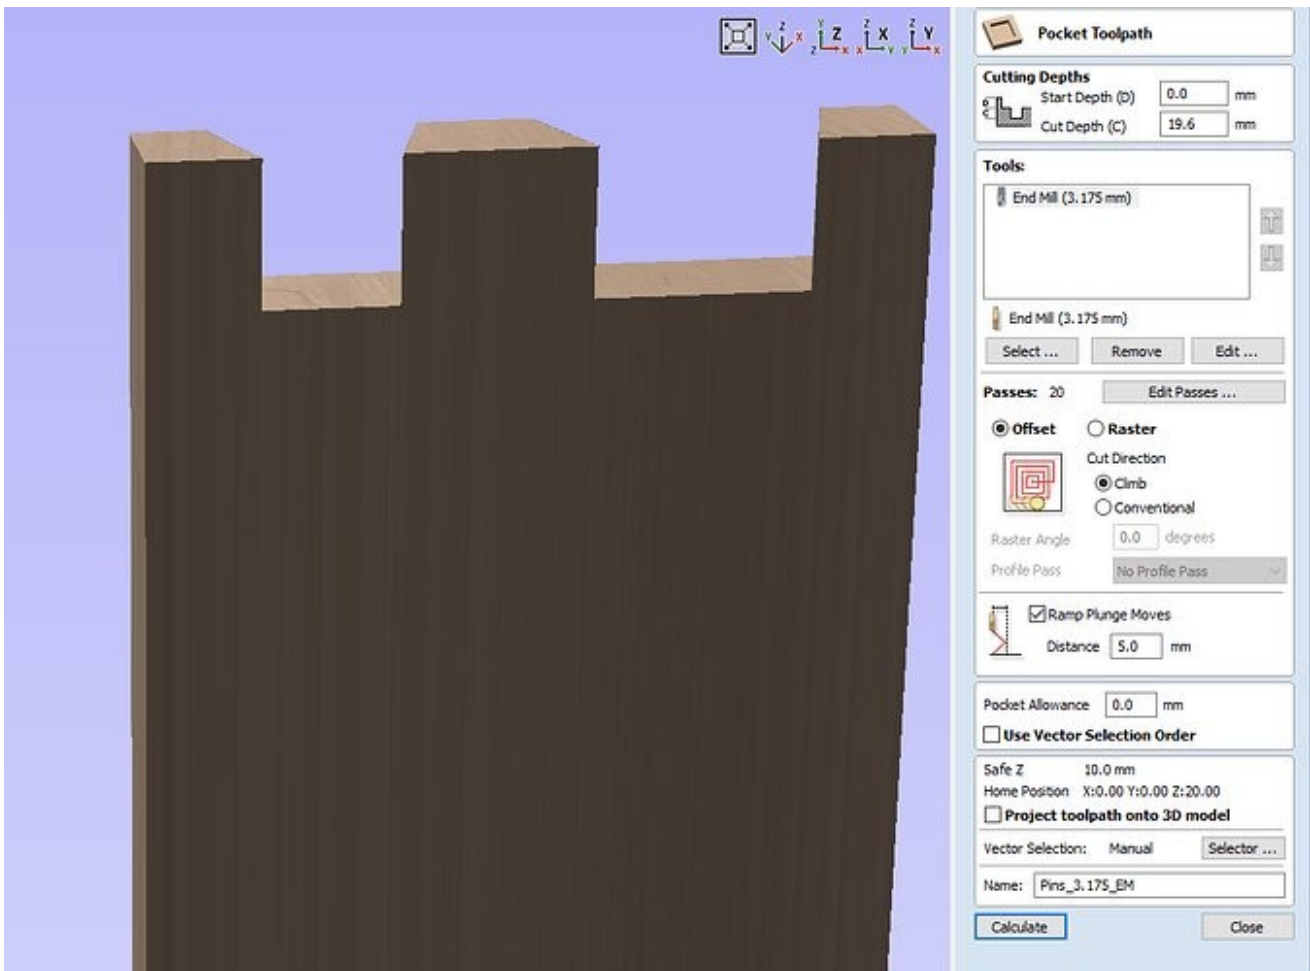 Z
Y X
Y Z
Z X
Z X
X Y
Z Y
Y X
Pocket Toolpath
Cutting Depths
Start Depth (D) 0.0 mm
Cut Depth (C) 19.6 mm
Tools:
End Mill (3.175 mm)
End Mill (3.175 mm)
Select ... Remove Edit ...
Passes: 20 Edit Passes ...
Offset Raster
Cut Direction
Climb
Conventional
Raster Angle 0.0 degrees
Profile Pass No Profile Pass
Ramp Plunge Moves
Distance 5.0 mm
Pocket Allowance 0.0 mm
Use Vector Selection Order
Safe Z 10.0 mm
Home Position X:0.00 Y:0.00 Z:20.00
Project toolpath onto 3D model
Vector Selection: Manual Selector ...
Name: Pins_3.175_EM
Calculate Close